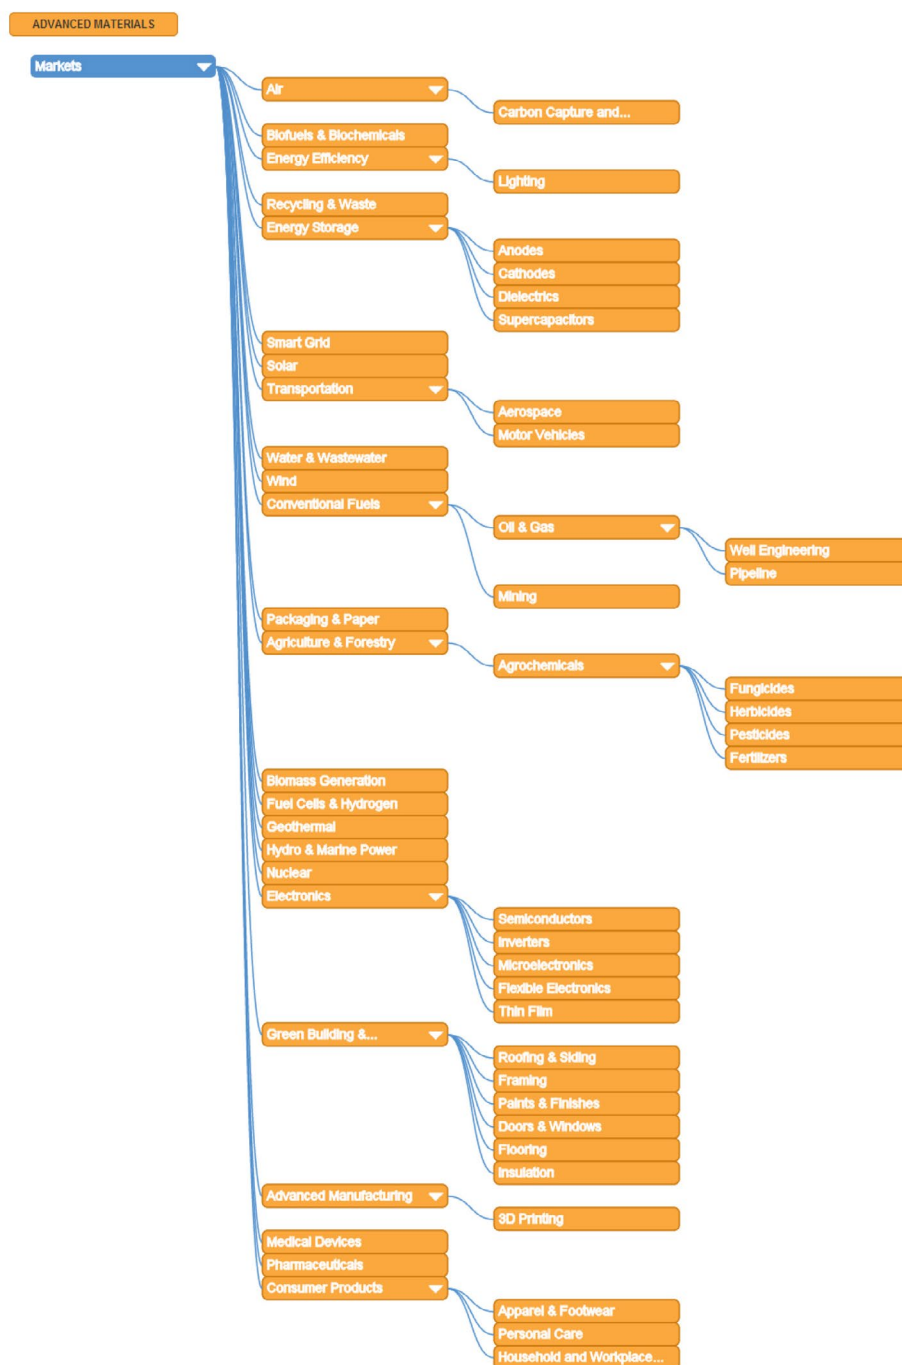 ADVANCED MATERIALS
Markets
Air
Carbon Capture and...
Biofuels & Biochemicals
Energy Efficiency
Lighting
Recycling & Waste
Energy Storage
Anodes
Cathodes
Dielectrics
Supercapacitors
Smart Grid
Solar
Transportation
Aerospace
Motor Vehicles
Water & Wastewater
Wind
Conventional Fuels
Oil & Gas
Well Engineering
Pipeline
Mining
Packaging & Paper
Agriculture & Forestry
Agrochemicals
Fungicides
Herbicides
Pesticides
Fertilizers
Biomass Generation
Fuel Cells & Hydrogen
Geothermal
Hydro & Marine Power
Nuclear
Electronics
Semiconductors
Inverters
Microelectronics
Flexible Electronics
Thin Film
Green Building &...
Roofing & Siding
Framing
Paints & Finishes
Doors & Windows
Flooring
Insulation
Advanced Manufacturing
3D Printing
Medical Devices
Pharmaceuticals
Consumer Products
Apparel & Footwear
Personal Care
Household and Workplace...